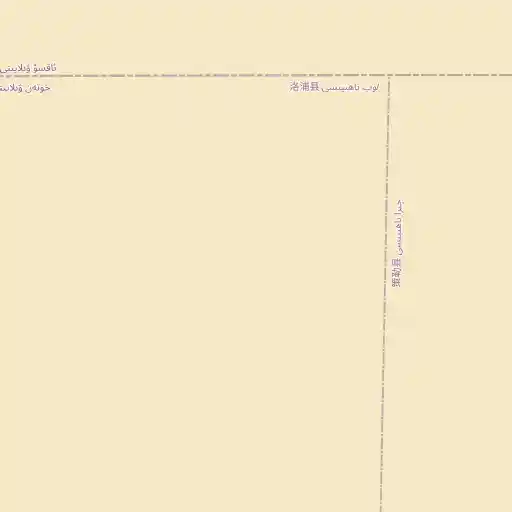 ئاقسۇ ۋىلايىتى
خوتەن ۋىلايىتى
洛浦县 لوپ ناھىيىسى
策勒县 چىرا ناھىيىسى